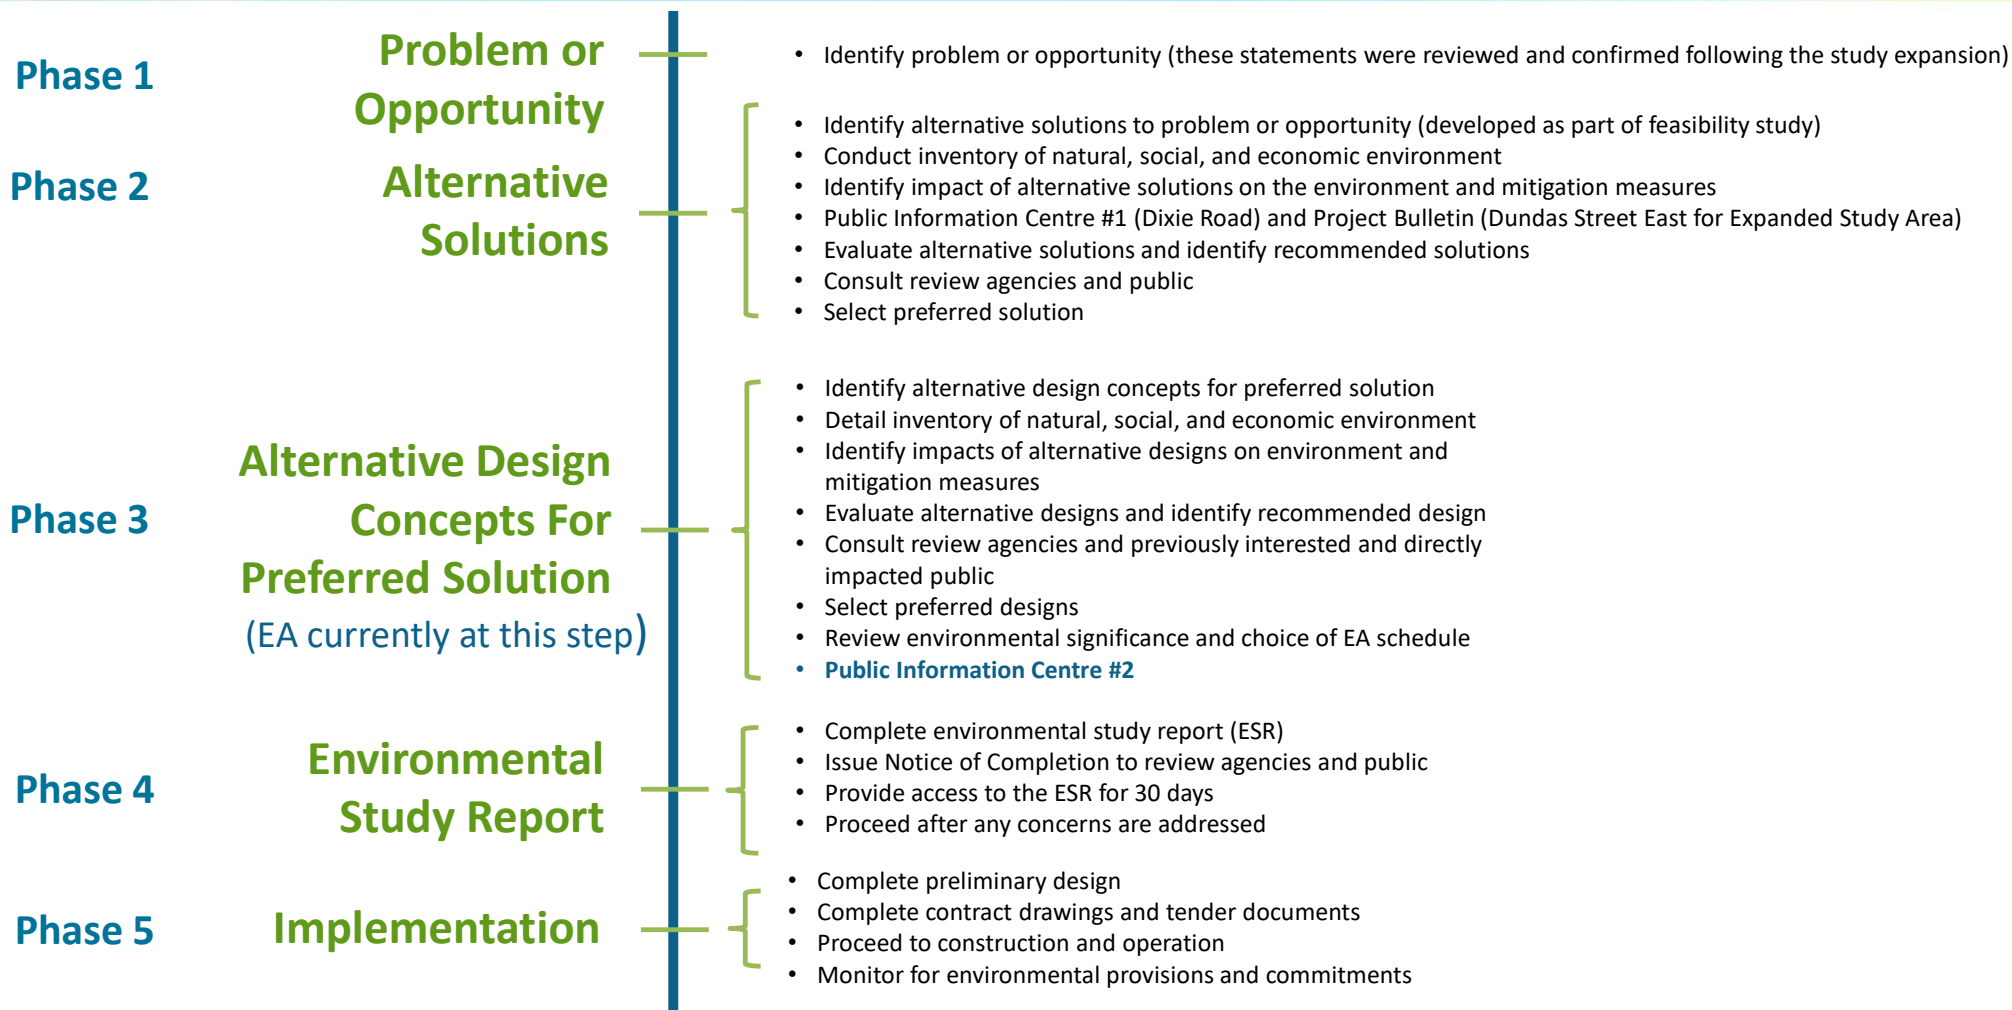 Phase 1
Problem or
Opportunity
• Identify problem or opportunity (these statements were reviewed and confirmed following the study expansion)
Phase 2
Alternative
Solutions
• Identify alternative solutions to problem or opportunity (developed as part of feasibility study)
• Conduct inventory of natural, social, and economic environment
• Identify impact of alternative solutions on the environment and mitigation measures
• Public Information Centre #1 (Dixie Road) and Project Bulletin (Dundas Street East for Expanded Study Area)
• Evaluate alternative solutions and identify recommended solutions
• Consult review agencies and public
• Select preferred solution
Phase 3
Alternative Design
Concepts For
Preferred Solution
(EA currently at this step)
• Identify alternative design concepts for preferred solution
• Detail inventory of natural, social, and economic environment
• Identify impacts of alternative designs on environment and
mitigation measures
• Evaluate alternative designs and identify recommended design
• Consult review agencies and previously interested and directly
impacted public
• Select preferred designs
• Review environmental significance and choice of EA schedule
• Public Information Centre #2
Phase 4
Environmental
Study Report
• Complete environmental study report (ESR)
• Issue Notice of Completion to review agencies and public
• Provide access to the ESR for 30 days
• Proceed after any concerns are addressed
Phase 5
Implementation
• Complete preliminary design
• Complete contract drawings and tender documents
• Proceed to construction and operation
• Monitor for environmental provisions and commitments